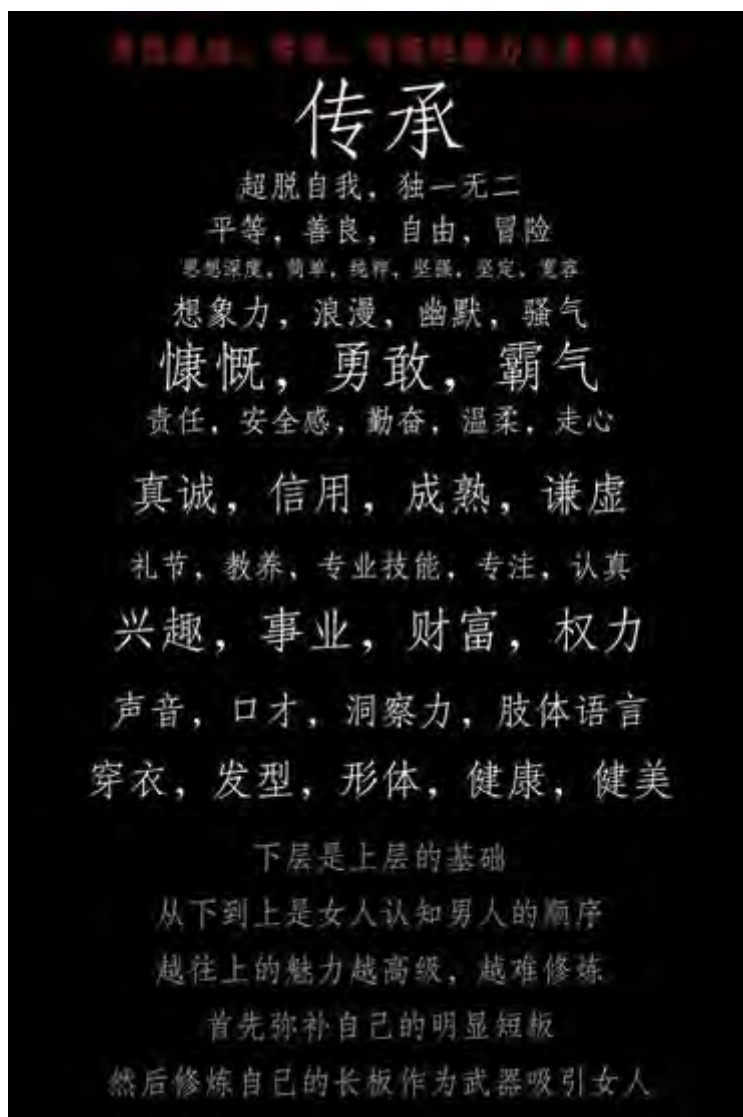 传承
超脱自我，独一无二
平等，善良，自由，冒险
思想深度，简单，纯粹，坚强，坚定，宽容
想象力，浪漫，幽默，骚气
慷慨，勇敢，霸气
责任，安全感，勤奋，温柔，走心
真诚，信用，成熟，谦虚
礼节，教养，专业技能，专注，认真
兴趣，事业，财富，权力
声音，口才，洞察力，肢体语言
穿衣，发型，形体，健康，健美
下层是上层的基础
从下到上是女人认知男人的顺序
越往上的魅力越高级，越难修炼
首先弥补自己的明显短板
然后修炼自己的长板作为武器吸引女人